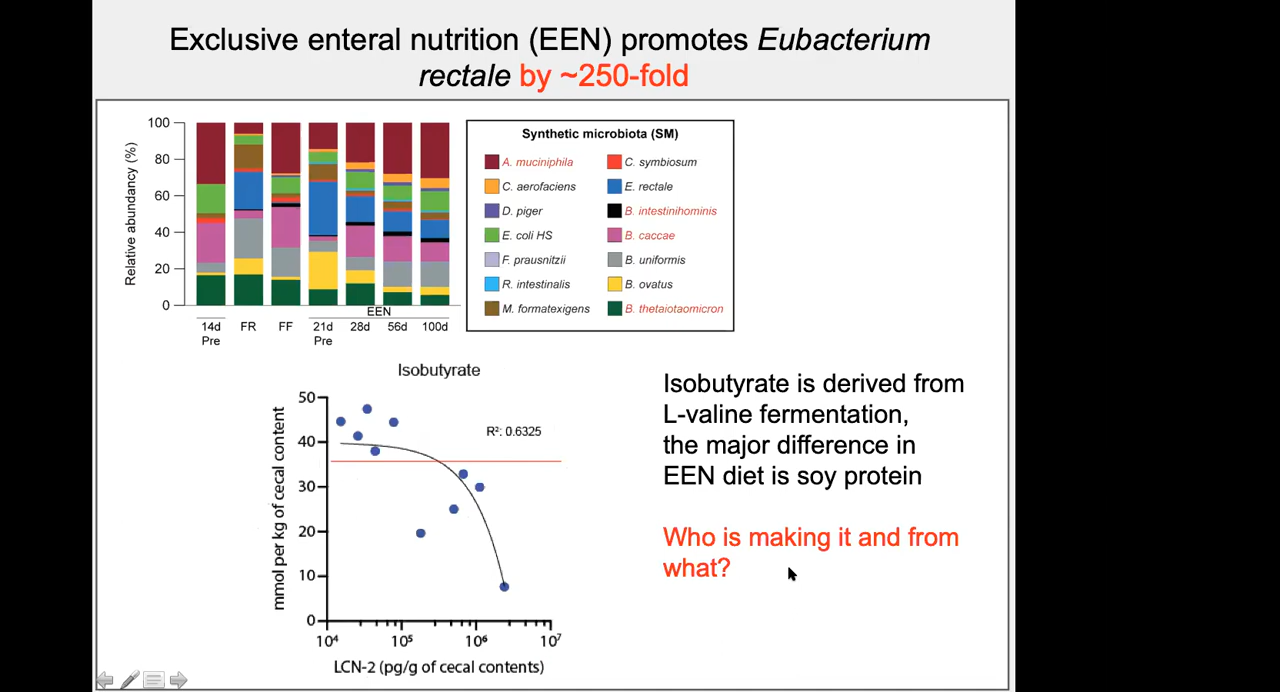 Exclusive enteral nutrition (EEN) promotes Eubacterium
rectale by ~250-fold
Relative abundancy (%)
100
80
60
40
20
0
EEN
14d
Pre
FR
FF
21d
Pre
28d
56d
100d
Synthetic microbiota (SM)
A. muciniphila
C. symbiosum
C. aerofaciens
E. rectale
D. piger
B. intestinihominis
E. coli HS
B. caccae
F. prausnitzii
B. uniformis
R. intestinalis
B. ovatus
M. formatexigens
B. thetaiotaomicron
Isobutyrate
mmol per kg of cecal content
50
40
30
20
10
0
R²: 0.6325
10⁴
10⁵
10⁶
10⁷
LCN-2 (pg/g of cecal contents)
Isobutyrate is derived from
L-valine fermentation,
the major difference in
EEN diet is soy protein
Who is making it and from
what?